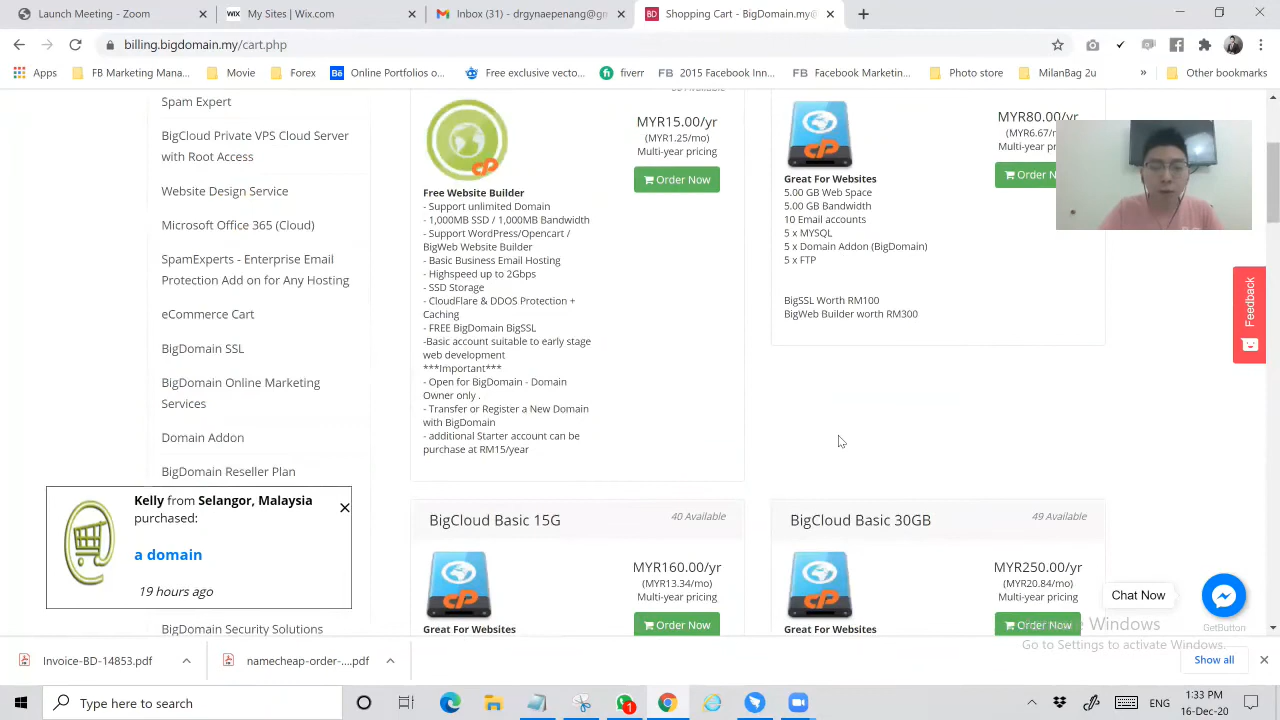 Launch Meeting - Zoom
My Sites | Wix.com
Inbox (31) - drgynaepenang@gm
Shopping Cart - BigDomain.my®
billing.bigdomain.my/cart.php
Apps
FB Marketing Mana...
Movie
Forex
Online Portfolios o...
Free exclusive vecto...
fiverr
2015 Facebook Inn...
Facebook Marketin...
Photo store
MilanBag 2u
Other bookmarks
Spam Expert
BigCloud Private VPS Cloud Server
with Root Access
Website Design Service
Microsoft Office 365 (Cloud)
SpamExperts - Enterprise Email
Protection Add on for Any Hosting
eCommerce Cart
BigDomain SSL
BigDomain Online Marketing
Services
Domain Addon
BigDomain Reseller Plan
BigDomain Security Solutions
Available
MYR15.00/yr
(MYR1.25/mo)
Multi-year pricing
Order Now
Free Website Builder
- Support unlimited Domain
- 1,000MB SSD / 1,000MB Bandwidth
- Support WordPress/Opencart /
BigWeb Website Builder
- Basic Business Email Hosting
- Highspeed up to 2Gbps
- SSD Storage
- CloudFlare & DDOS Protection +
Caching
- FREE BigDomain BigSSL
-Basic account suitable to early stage
web development
***Important***
- Open for BigDomain - Domain
Owner only .
- Transfer or Register a New Domain
with BigDomain
- additional Starter account can be
purchase at RM15/year
MYR80.00/yr
(MYR6.67/m
Multi-year p
Order N
Great For Websites
5.00 GB Web Space
5.00 GB Bandwidth
10 Email accounts
5 x MYSQL
5 x Domain Addon (BigDomain)
5 x FTP
BigSSL Worth RM100
BigWeb Builder worth RM300
Feedback
Kelly from Selangor, Malaysia
purchased:
a domain
19 hours ago
BigCloud Basic 15G
40 Available
MYR160.00/yr
(MYR13.34/mo)
Multi-year pricing
Order Now
Great For Websites
BigCloud Basic 30GB
49 Available
MYR250.00/yr
(MYR20.84/mo)
Multi-year pricing
Order Now
Great For Websites
Chat Now
GetButton
Activate Windows
Go to Settings to activate Windows.
Invoice-BD-14853.pdf
namecheap-order-....pdf
Show all
Type here to search
1
1:33 PM
16-Dec-20